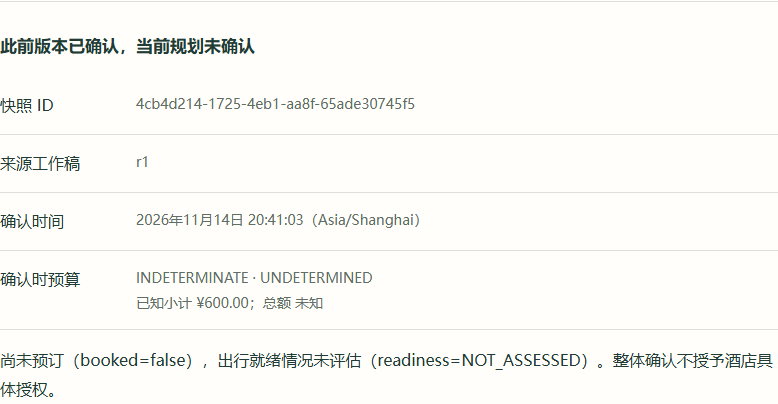 此前版本已确认，当前规划未确认
快照 ID
4cb4d214-1725-4eb1-aa8f-65ade30745f5
来源工作稿
r1
确认时间
2026年11月14日 20:41:03（Asia/Shanghai）
确认时预算
INDETERMINATE · UNDETERMINED
已知小计 ¥600.00；总额 未知
尚未预订（booked=false），出行就绪情况未评估（readiness=NOT_ASSESSED）。整体确认不授予酒店具
体授权。